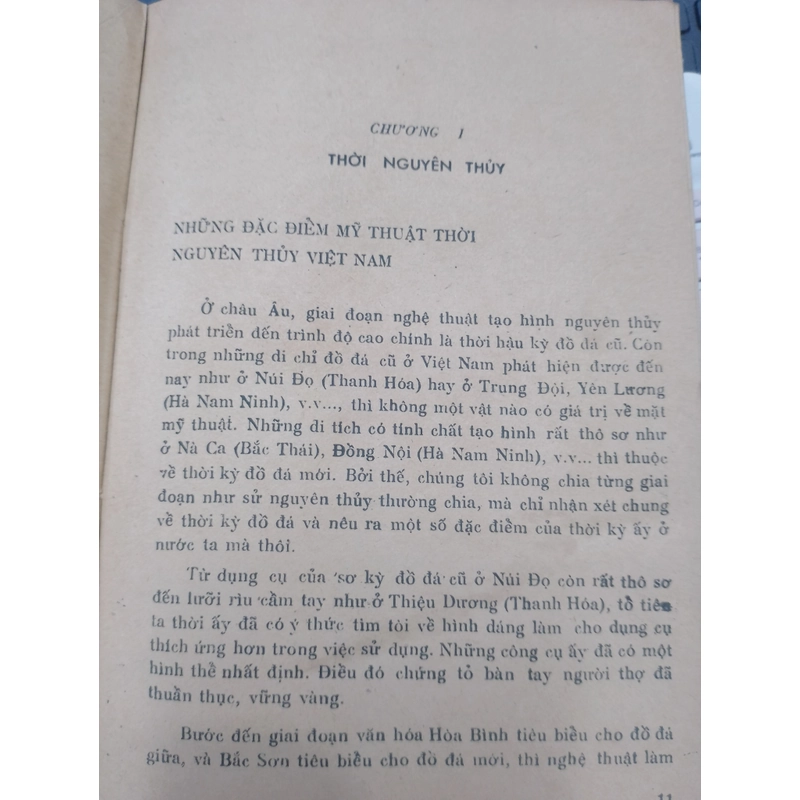 CHƯƠNG 1
THỜI NGUYÊN THỦY
NHỮNG ĐẶC ĐIỂM MỸ THUẬT THỜI
NGUYÊN THỦY VIỆT NAM
Ở châu Âu, giai đoạn nghệ thuật tạo hình nguyên thủy
phát triển đến trình độ cao chính là thời hậu kỳ đồ đá cũ. Còn
trong những di chỉ đồ đá cũ ở Việt Nam phát hiện được đến
nay như ở Núi Đọ (Thanh Hóa) hay ở Trung Đội, Yên Lương
(Hà Nam Ninh), v.v..., thì không một vật nào có giá trị về mặt
mỹ thuật. Những di tích có tính chất tạo hình rất thô sơ như
ở Nà Ca (Bắc Thái), Đồng Nội (Hà Nam Ninh), v.v... thì thuộc
về thời kỳ đồ đá mới. Bởi thế, chúng tôi không chia từng giai
đoạn như sử nguyên thủy thường chia, mà chỉ nhận xét chung
về thời kỳ đồ đá và nêu ra một số đặc điểm của thời kỳ ấy ở
nước ta mà thôi.
Từ dụng cụ của sơ kỳ đồ đá cũ ở Núi Đọ còn rất thô sơ
đến lưỡi rìu cầm tay như ở Thiệu Dương (Thanh Hóa), tổ tiên
ta thời ấy đã có ý thức tìm tòi về hình dáng làm cho dụng cụ
thích ứng hơn trong việc sử dụng. Những công cụ ấy đã có một
hình thể nhất định. Điều đó chứng tỏ bàn tay người thợ đã
thuần thục, vững vàng.
Bước đến giai đoạn văn hóa Hòa Bình tiêu biểu cho đồ đá
giữa, và Bắc Sơn tiêu biểu cho đồ đá mới, thì nghệ thuật làm
11